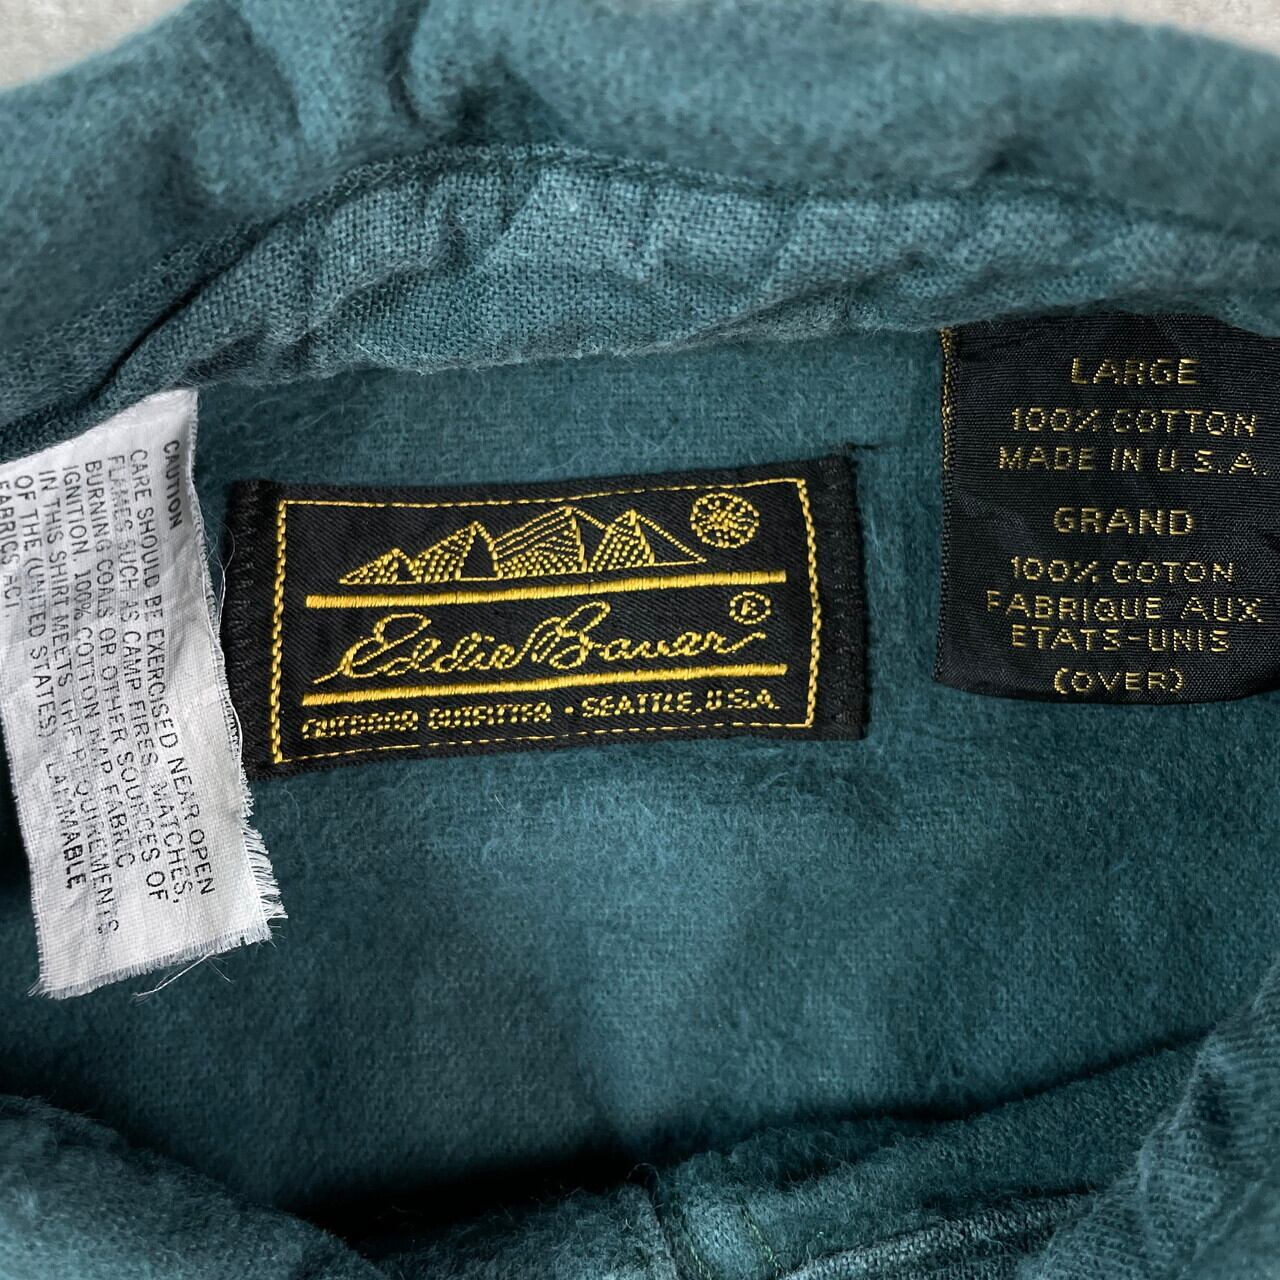 CAUTION
CARE SHOULD BE EXERCISED NEAR OPEN
FLAMES SUCH AS CAMP FIRES, MATCHES,
BURNING COALS OR OTHER SOURCES OF
IGNITION. 100% COTTON NAP FABRIC
IN THIS SHIRT MEETS THE REQUIREMENTS
OF THE (UNITED STATES) FLAMMABLE
FABRICS ACT
Eddie Bauer ®
OUTDOOR OUTFITTER • SEATTLE, U.S.A.
LARGE
100% COTTON
MADE IN U.S.A.
GRAND
100% COTON
FABRIQUE AUX
ETATS-UNIS
(OVER)